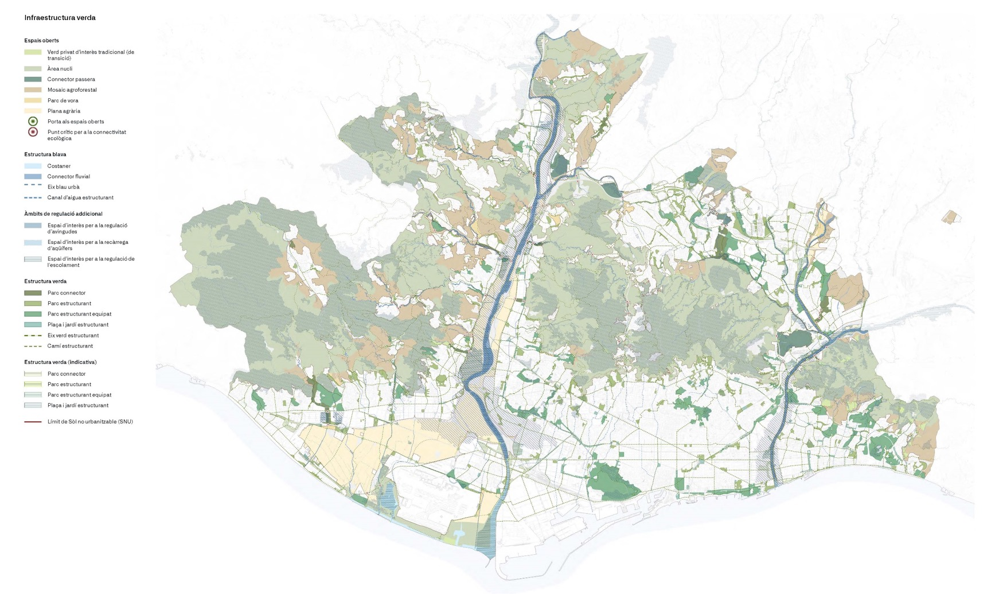 Infraestructura verda
Espais oberts
Verd privat d'interès tradicional (de
transició)
Àrea nucli
Connector passera
Mosaic agroforestal
Parc de vora
Plana agrària
Porta als espais oberts
Punt crític per a la connectivitat
ecològica
Estructura blava
Costaner
Connector fluvial
Eix blau urbà
Canal d'aigua estructurant
Àmbits de regulació addicional
Espai d'interès per a la regulació
d'avingudes
Espai d'interès per a la recàrrega
d'aqüífers
Espai d'interès per a la regulació de
l'escolament
Estructura verda
Parc connector
Parc estructurant
Parc estructurant equipat
Plaça i jardí estructurant
Eix verd estructurant
Camí estructurant
Estructura verda (indicativa)
Parc connector
Parc estructurant
Parc estructurant equipat
Plaça i jardí estructurant
Límit de Sòl no urbanitzable (SNU)